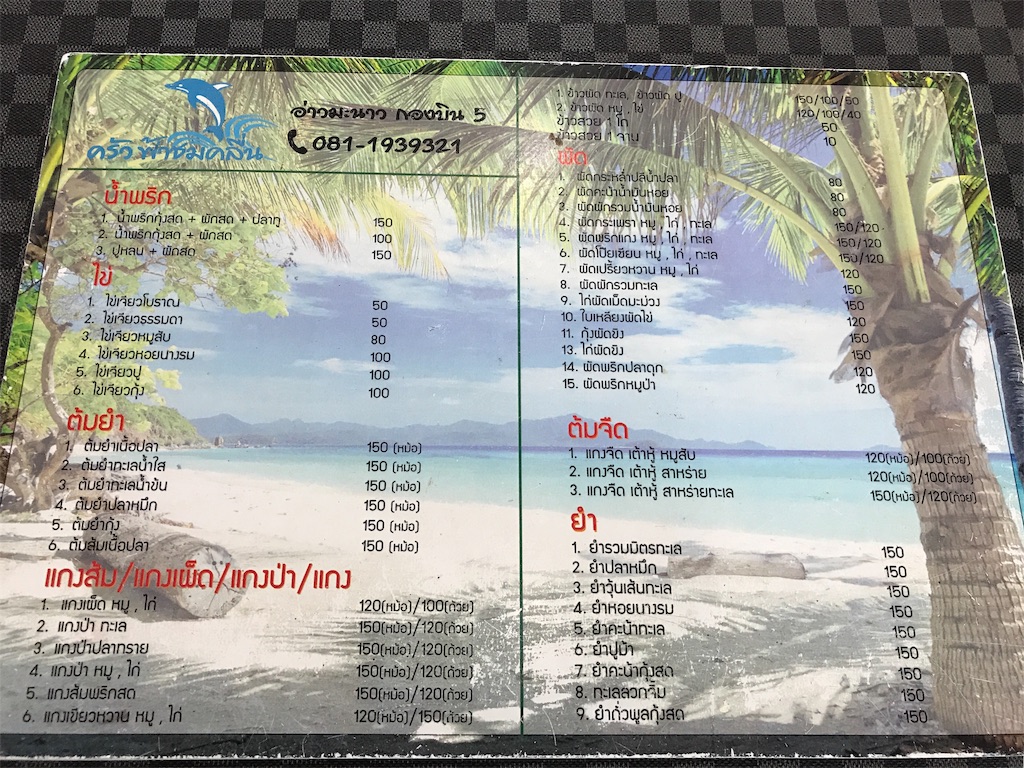 ครัว ฟ้าชมคลื่น
อ่าวมะนาว กองบิน 5
081-1939321
น้ำพริก
1. น้ำพริกกุ้งสด + ผักสด + ปลาทู 150
2. น้ำพริกกุ้งสด + ผักสด 100
3. ปูหลน + ผักสด 150
ไข่
1. ไข่เจียวโบราณ 50
2. ไข่เจียวธรรมดา 50
3. ไข่เจียวหมูสับ 80
4. ไข่เจียวหอยนางรม 100
5. ไข่เจียวปู 100
6. ไข่เจียวกุ้ง 100
ต้มยำ
1. ต้มยำเนื้อปลา 150 (หม้อ)
2. ต้มยำทะเลน้ำใส 150 (หม้อ)
3. ต้มยำทะเลน้ำข้น 150 (หม้อ)
4. ต้มยำปลาหมึก 150 (หม้อ)
5. ต้มยำกุ้ง 150 (หม้อ)
6. ต้มส้มเนื้อปลา 150 (หม้อ)
แกงส้ม/แกงเผ็ด/แกงป่า/แกง
1. แกงเผ็ด หมู , ไก่ 120(หม้อ)/100(ถ้วย)
2. แกงป่า ทะเล 150(หม้อ)/120(ถ้วย)
3. แกงป่าปลาทราย 150(หม้อ)/120(ถ้วย)
4. แกงป่า หมู , ไก่ 150(หม้อ)/120(ถ้วย)
5. แกงส้มพริกสด 150(หม้อ)/120(ถ้วย)
6. แกงเขียวหวาน หมู , ไก่ 120(หม้อ)/150(ถ้วย)
1. ข้าวผัด ทะเล, ข้าวผัด ปู 150/100/50
2. ข้าวผัด หมู , ไข่ 120/100/40
ข้าวสวย 1 โถ 50
ข้าวสวย 1 จาน 10
ผัด
1. ผัดกระหล่ำปลีน้ำปลา 80
2. ผัดคะน้าน้ำมันหอย 80
3. ผัดผักรวมน้ำมันหอย 80
4. ผัดกระเพรา หมู , ไก่ , ทะเล 150/120
5. ผัดพริกแกง หมู , ไก่ , ทะเล 150/120
6. ผัดโป๊ยเซียน หมู , ไก่ , ทะเล 150/120
7. ผัดเปรี้ยวหวาน หมู , ไก่ 120
8. ผัดผักรวมทะเล 150
9. ไก่ผัดเม็ดมะม่วง 150
10. ใบเหลียงผัดไข่ 120
11. กุ้งผัดขิง 150
13. ไก่ผัดขิง 150
14. ผัดพริกปลาดุก 120
15. ผัดพริกหมูป่า 120
ต้มจืด
1. แกงจืด เต้าหู้ หมูสับ 120(หม้อ)/100(ถ้วย)
2. แกงจืด เต้าหู้ สาหร่าย 120(หม้อ)/100(ถ้วย)
3. แกงจืด เต้าหู้ สาหร่ายทะเล 150(หม้อ)/120(ถ้วย)
ยำ
1. ยำรวมมิตรทะเล 150
2. ยำปลาหมึก 150
3. ยำวุ้นเส้นทะเล 150
4. ยำหอยนางรม 150
5. ยำคะน้าทะเล 150
6. ยำปูม้า 150
7. ยำคะน้ากุ้งสด 150
8. ทะเลลวกจิ้ม 150
9. ยำถั่วพูลกุ้งสด 150